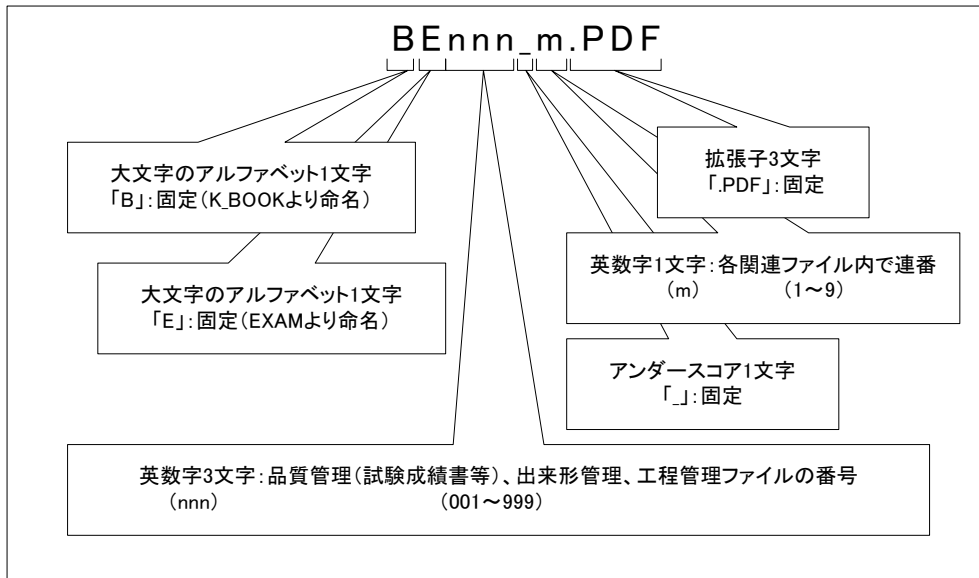 BEnnn_m.PDF
大文字のアルファベット1文字
「B」:固定(K_BOOKより命名)
拡張子3文字
「.PDF」:固定
英数字1文字:各関連ファイル内で連番
(m) (1～9)
大文字のアルファベット1文字
「E」:固定(EXAMより命名)
アンダースコア1文字
「_」:固定
英数字3文字:品質管理(試験成績書等)、出来形管理、工程管理ファイルの番号
(nnn) (001～999)